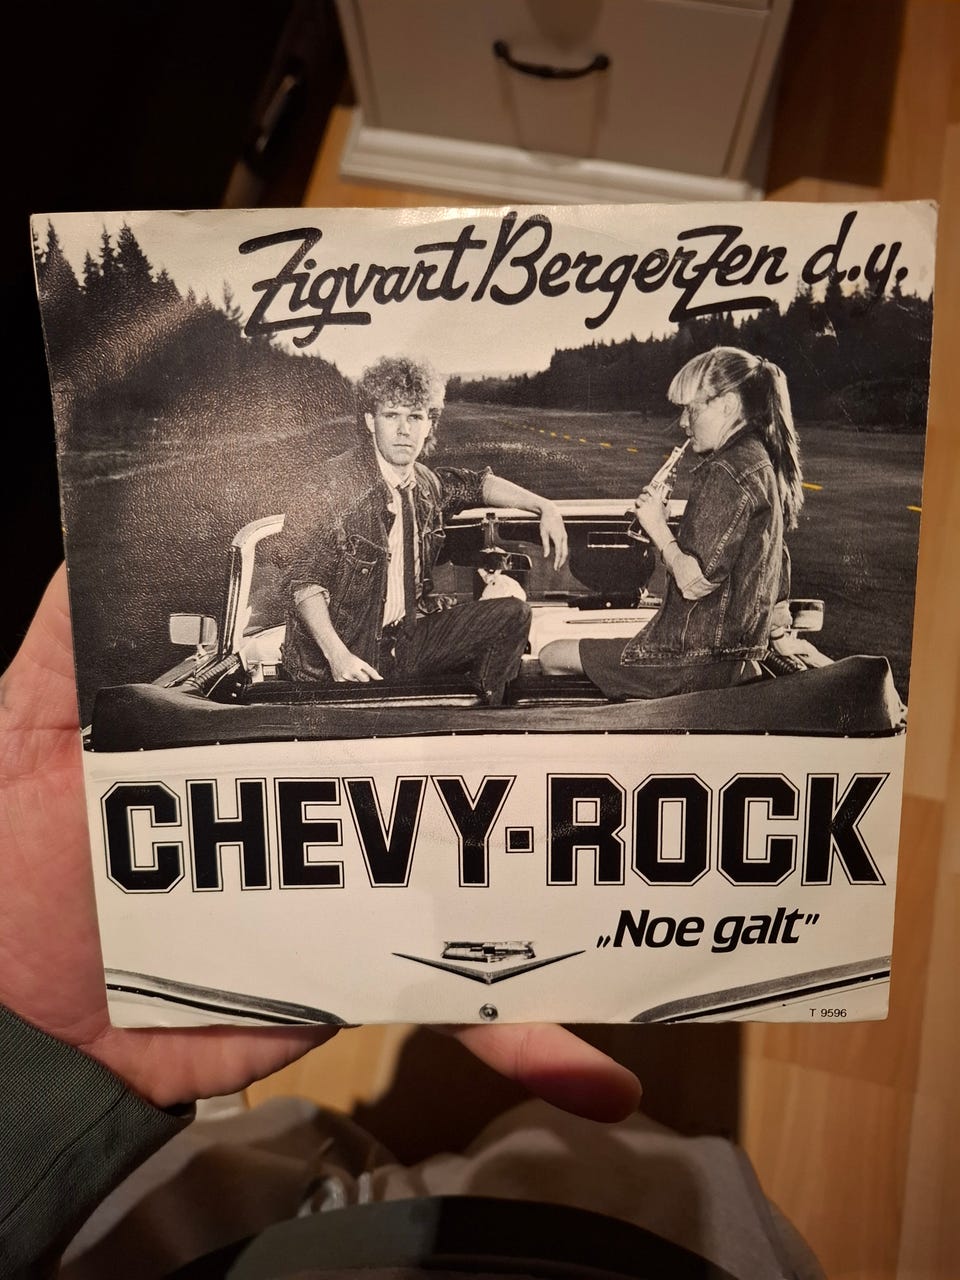 Zigvart BergerZen d.y.
CHEVY-ROCK
„Noe galt”
T 9596